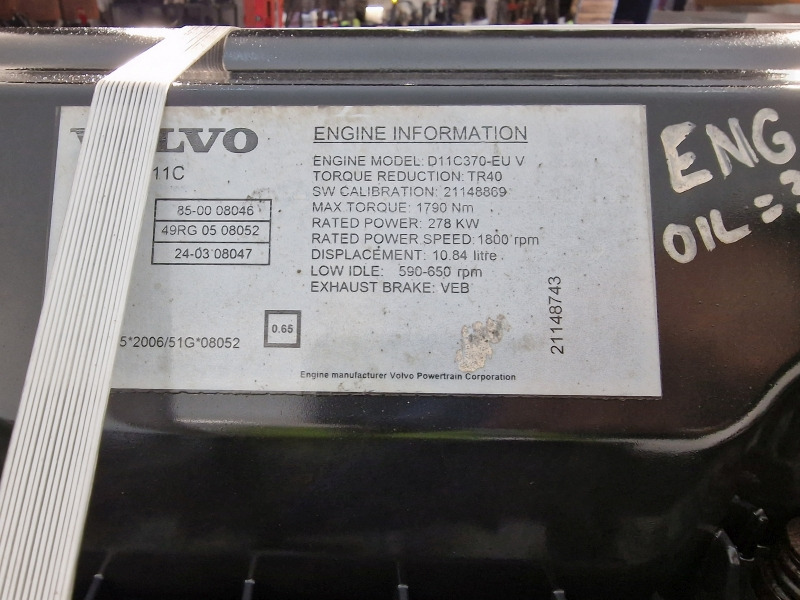 VOLVO
11C
85-00 08046
49RG 05 08052
24-03 08047
5*2006/51G*08052
0.65
ENGINE INFORMATION
ENGINE MODEL: D11C370-EU V
TORQUE REDUCTION: TR40
SW CALIBRATION: 21148869
MAX TORQUE: 1790 Nm
RATED POWER: 278 KW
RATED POWER SPEED: 1800 rpm
DISPLACEMENT: 10.84 litre
LOW IDLE: 590-650 rpm
EXHAUST BRAKE: VEB
21148743
Engine manufacturer Volvo Powertrain Corporation
ENG
OIL =